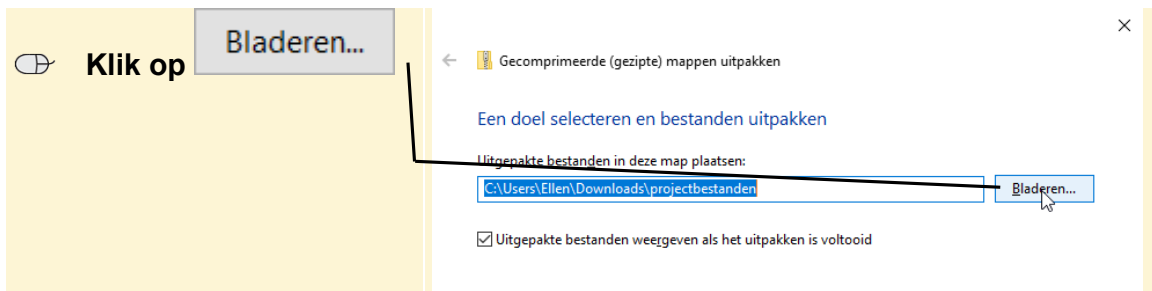 Klik op Bladeren...
Gecomprimeerde (gezipte) mappen uitpakken
Een doel selecteren en bestanden uitpakken
Uitgepakte bestanden in deze map plaatsen:
C:\Users\Ellen\Downloads\projectbestanden Bladeren...
Uitgepakte bestanden weergeven als het uitpakken is voltooid